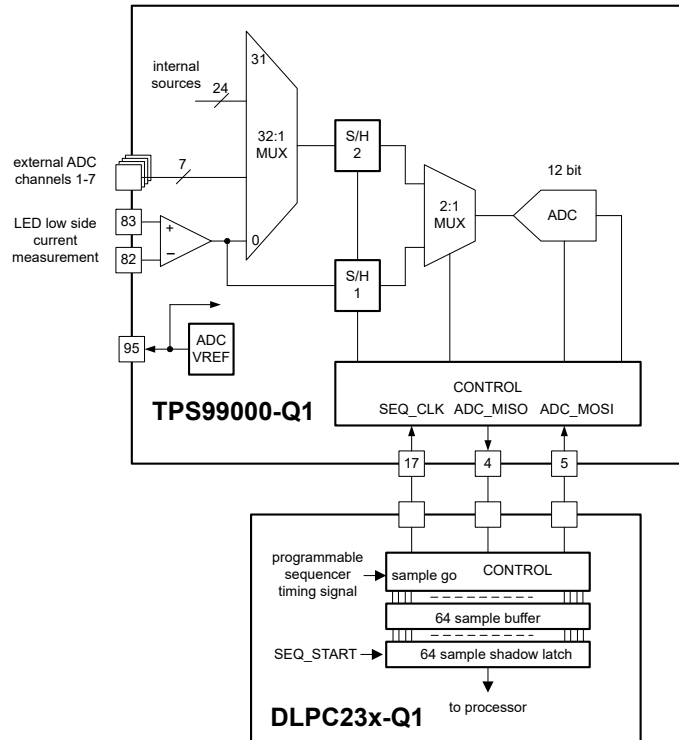 31
internal
sources
24
32:1
MUX
S/H
2
external ADC
channels 1-7
7
12 bit
2:1
MUX
ADC
LED low side
current
measurement
83
+
82
−
0
S/H
1
95
ADC
VREF
CONTROL
TPS99000-Q1
SEQ_CLK ADC_MISO ADC_MOSI
17
4
5
programmable
sequencer
timing signal
sample go
CONTROL
64 sample buffer
SEQ_START
64 sample shadow latch
to processor
DLPC23x-Q1